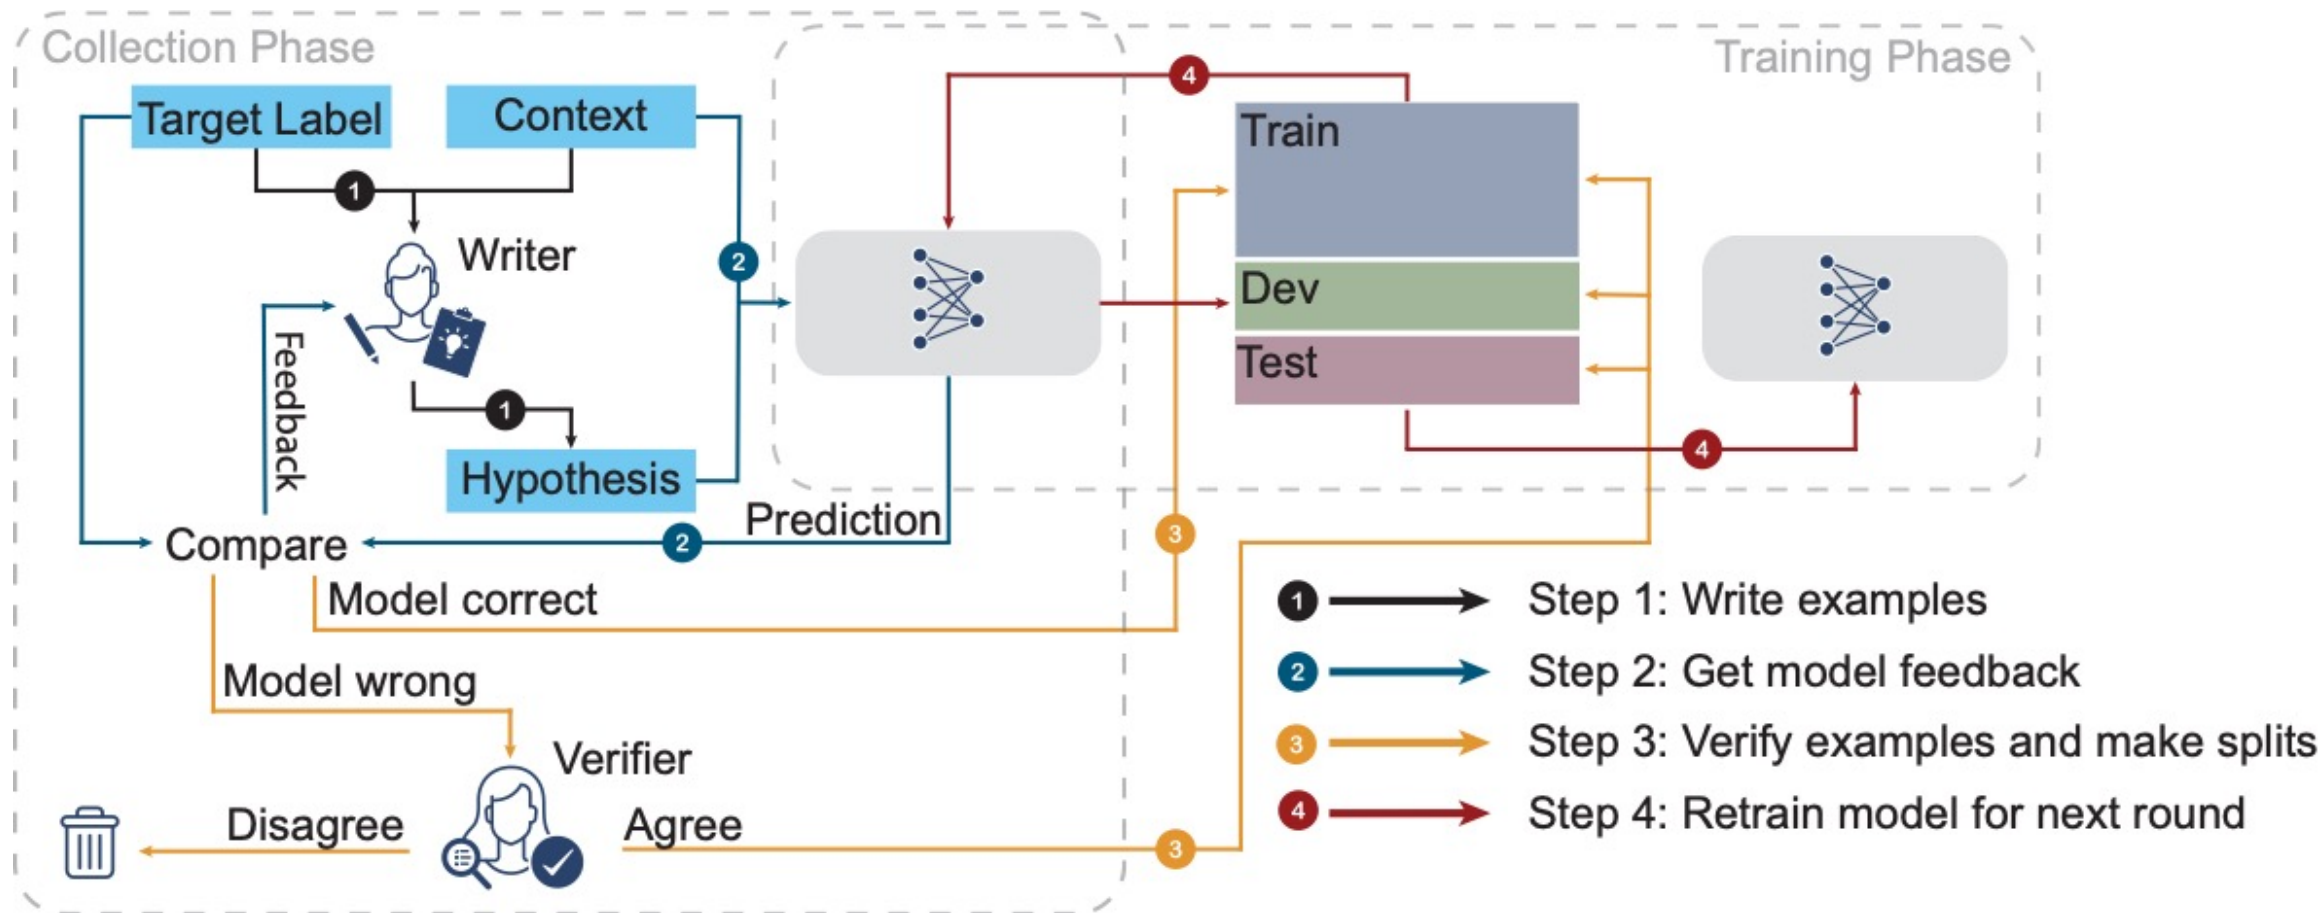 Collection Phase
Training Phase
Target Label
Context
1
4
Train
Writer
2
Dev
Feedback
Test
1
4
Hypothesis
Prediction
2
3
Compare
Model correct
Model wrong
Verifier
Disagree
Agree
3
1 Step 1: Write examples
2 Step 2: Get model feedback
3 Step 3: Verify examples and make splits
4 Step 4: Retrain model for next round